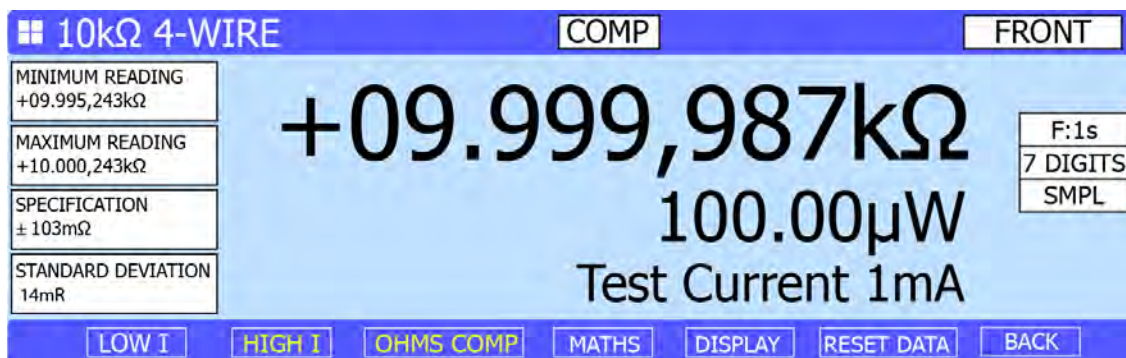 10kΩ 4-WIRE
COMP
FRONT
MINIMUM READING
+09.995,243kΩ
MAXIMUM READING
+10.000,243kΩ
SPECIFICATION
± 103mΩ
STANDARD DEVIATION
14mR
+09.999,987kΩ
100.00µW
Test Current 1mA
F:1s
7 DIGITS
SMPL
LOW I
HIGH I
OHMS COMP
MATHS
DISPLAY
RESET DATA
BACK